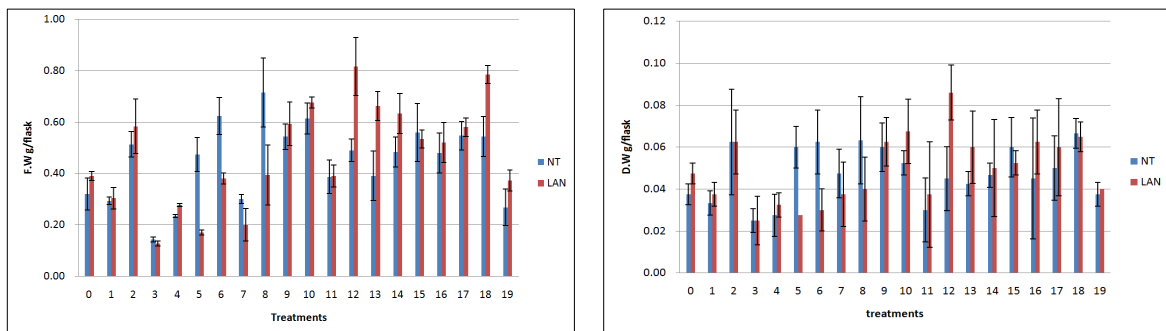 1.00
0.80
0.60
0.40
0.20
0.00
F.W g/flask
0 1 2 3 4 5 6 7 8 9 10 11 12 13 14 15 16 17 18 19
Treatments
NT
LAN
0.12
0.10
0.08
0.06
0.04
0.02
0.00
D.W g/flask
0 1 2 3 4 5 6 7 8 9 10 11 12 13 14 15 16 17 18 19
treatments
NT
LAN